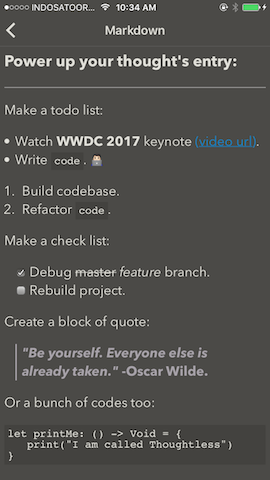 INDOSATOOR... 10:34 AM
Markdown
Power up your thought's entry:
Make a todo list:
• Watch WWDC 2017 keynote (video url).
• Write code.
1. Build codebase.
2. Refactor code.
Make a check list:
Debug master feature branch.
Rebuild project.
Create a block of quote:
"Be yourself. Everyone else is
already taken." -Oscar Wilde.
Or a bunch of codes too:
let printMe: () -> Void = {
print("I am called Thoughtless")
}